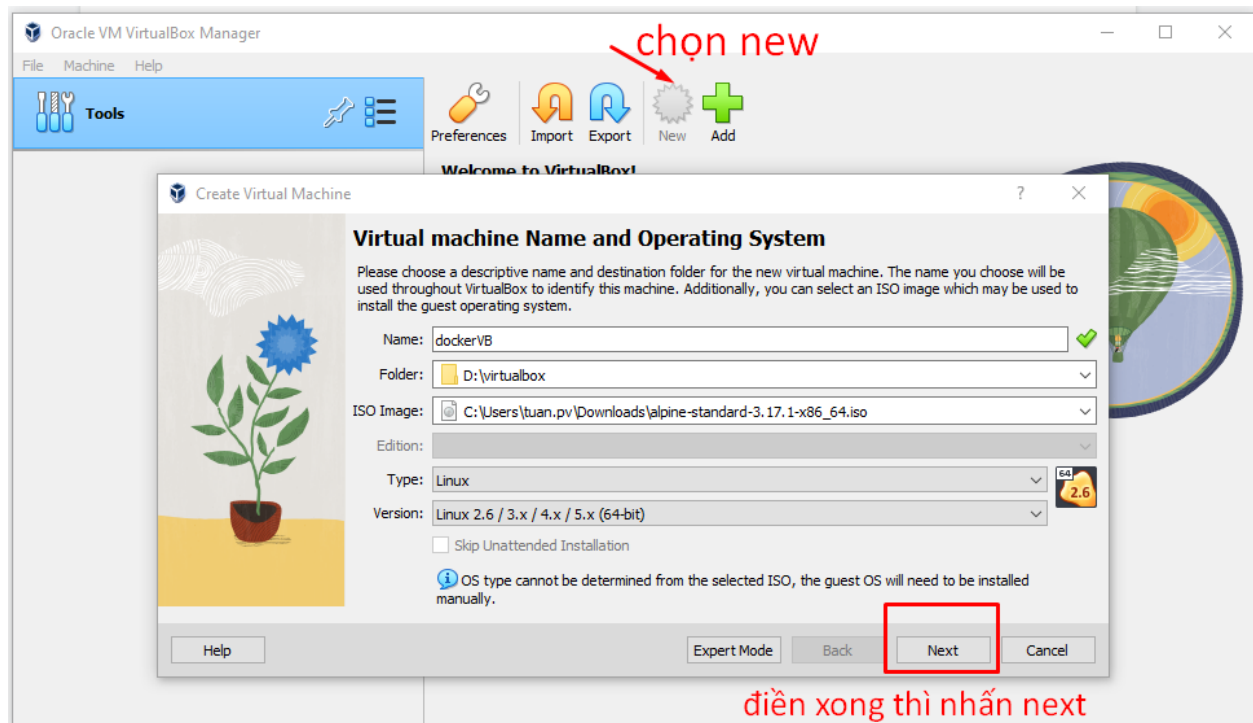 Oracle VM VirtualBox Manager
chọn new
File Machine Help
Tools
Preferences Import Export New Add
Welcome to VirtualBox!
Create Virtual Machine ?
Virtual machine Name and Operating System
Please choose a descriptive name and destination folder for the new virtual machine. The name you choose will be
used throughout VirtualBox to identify this machine. Additionally, you can select an ISO image which may be used to
install the guest operating system.
Name: dockerVB
Folder: D:\virtualbox
ISO Image: C:\Users\tuan.pv\Downloads\alpine-standard-3.17.1-x86_64.iso
Edition:
Type: Linux
64
2.6
Version: Linux 2.6 / 3.x / 4.x / 5.x (64-bit)
Skip Unattended Installation
OS type cannot be determined from the selected ISO, the guest OS will need to be installed
manually.
Help Expert Mode Back Next Cancel
điền xong thì nhấn next